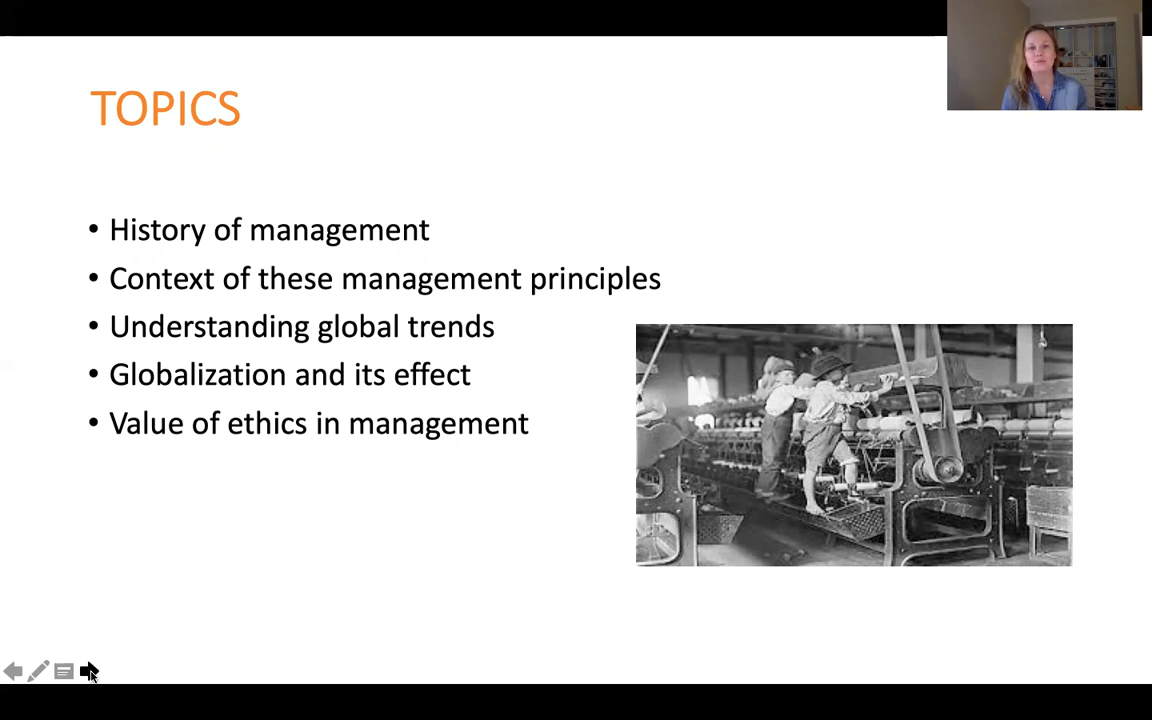 TOPICS
• History of management
• Context of these management principles
• Understanding global trends
• Globalization and its effect
• Value of ethics in management